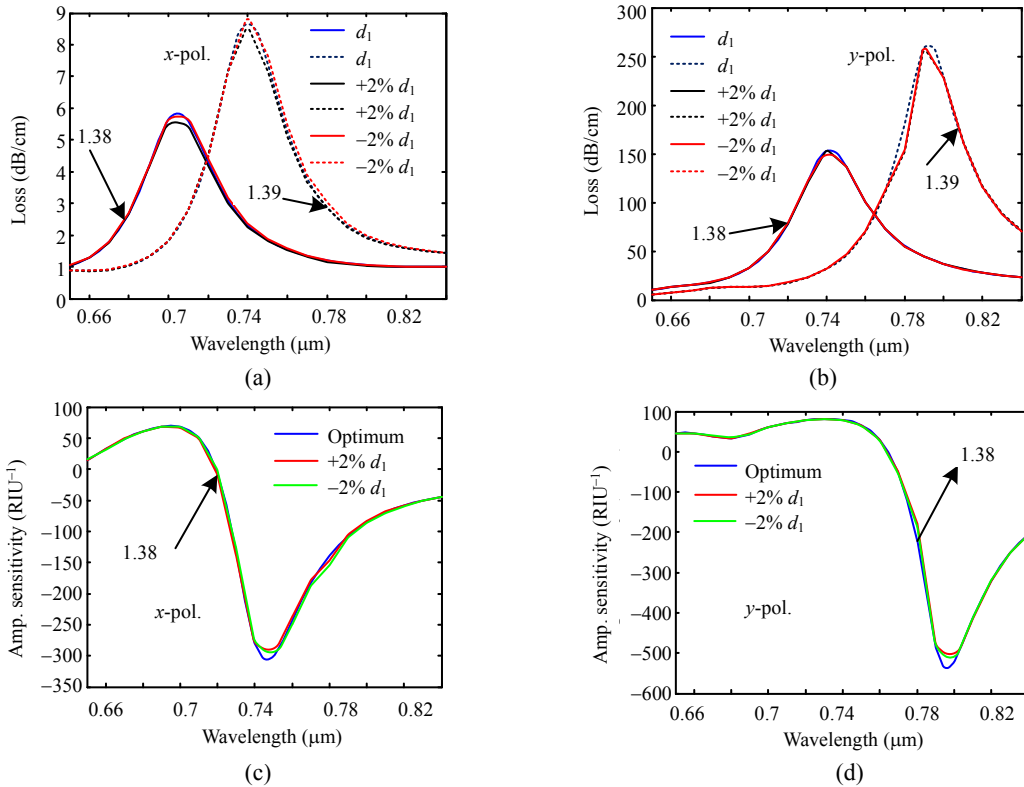 9
8
7
6
5
4
3
2
1
0
Loss (dB/cm)
x-pol.
d1
d1
+2% d1
+2% d1
−2% d1
−2% d1
1.38
1.39
0.66 0.7 0.74 0.78 0.82
Wavelength (μm)
(a)
300
250
200
150
100
50
0
Loss (dB/cm)
d1
d1
+2% d1
+2% d1
−2% d1
−2% d1
y-pol.
1.38
1.39
0.66 0.70 0.74 0.78 0.82
Wavelength (μm)
(b)
100
50
0
−50
−100
−150
−200
−250
−300
−350
Amp. sensitivity (RIU−1)
Optimum
+2% d1
−2% d1
1.38
x-pol.
0.66 0.7 0.74 0.78 0.82
Wavelength (μm)
(c)
100
0
−100
−200
−300
−400
−500
−600
Amp. sensitivity (RIU−1)
Optimum
+2% d1
−2% d1
1.38
y-pol.
0.66 0.70 0.74 0.78 0.82
Wavelength (μm)
(d)